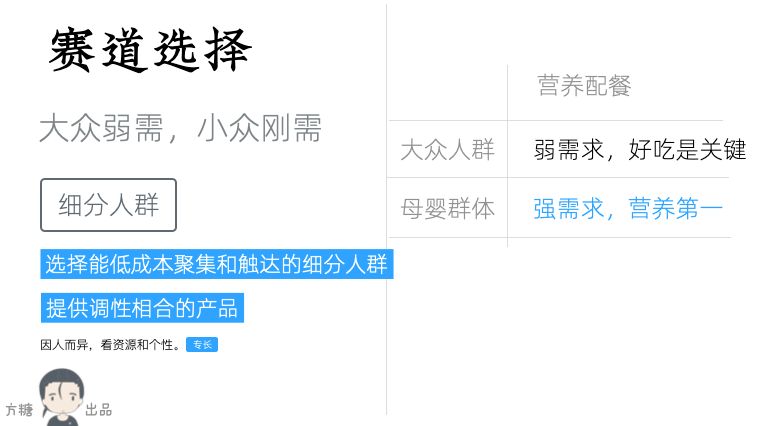 赛道选择
大众弱需，小众刚需
细分人群
选择能低成本聚集和触达的细分人群
提供调性相合的产品
因人而异，看资源和个性。 专长
方糖 出品
营养配餐
大众人群 弱需求，好吃是关键
母婴群体 强需求，营养第一